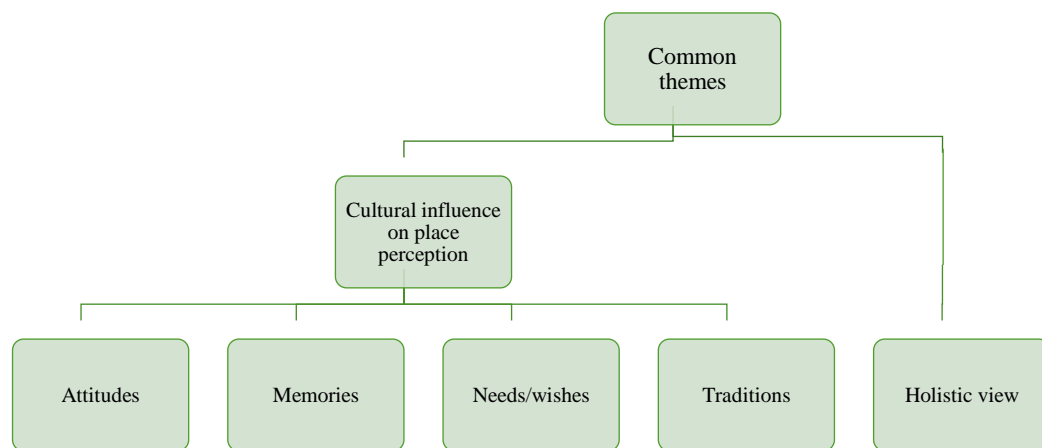 Common
themes
Cultural influence
on place
perception
Attitudes
Memories
Needs/wishes
Traditions
Holistic view